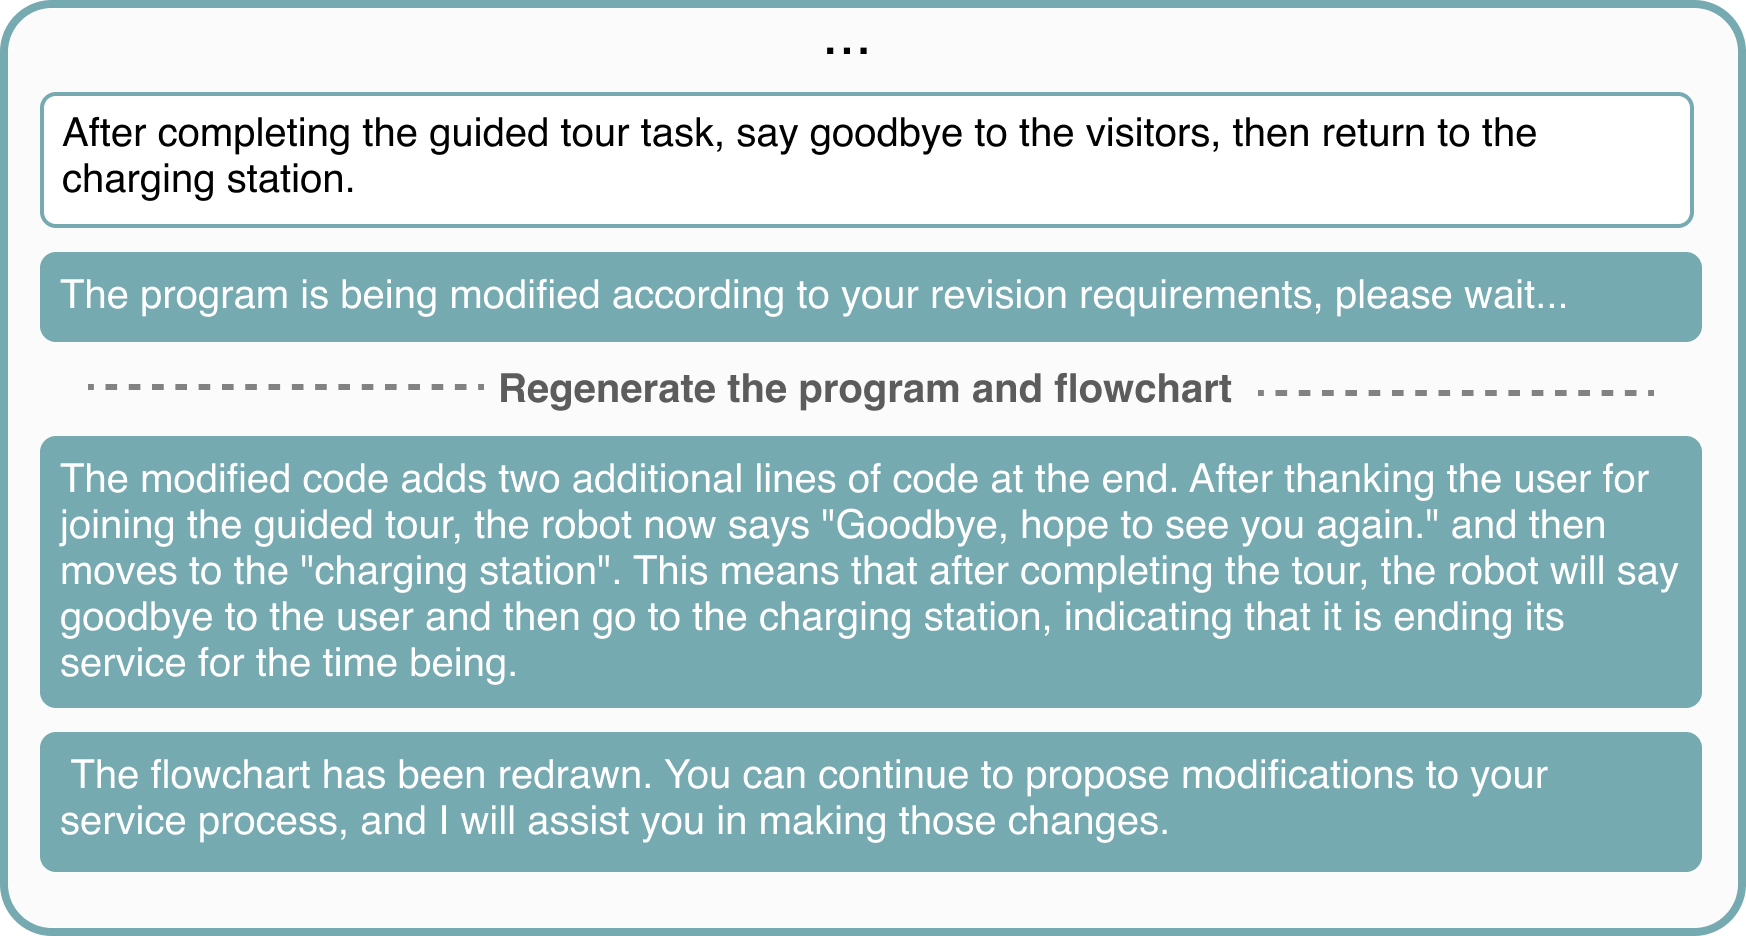 ...
After completing the guided tour task, say goodbye to the visitors, then return to the
charging station.
The program is being modified according to your revision requirements, please wait...
Regenerate the program and flowchart
The modified code adds two additional lines of code at the end. After thanking the user for
joining the guided tour, the robot now says "Goodbye, hope to see you again." and then
moves to the "charging station". This means that after completing the tour, the robot will say
goodbye to the user and then go to the charging station, indicating that it is ending its
service for the time being.
The flowchart has been redrawn. You can continue to propose modifications to your
service process, and I will assist you in making those changes.